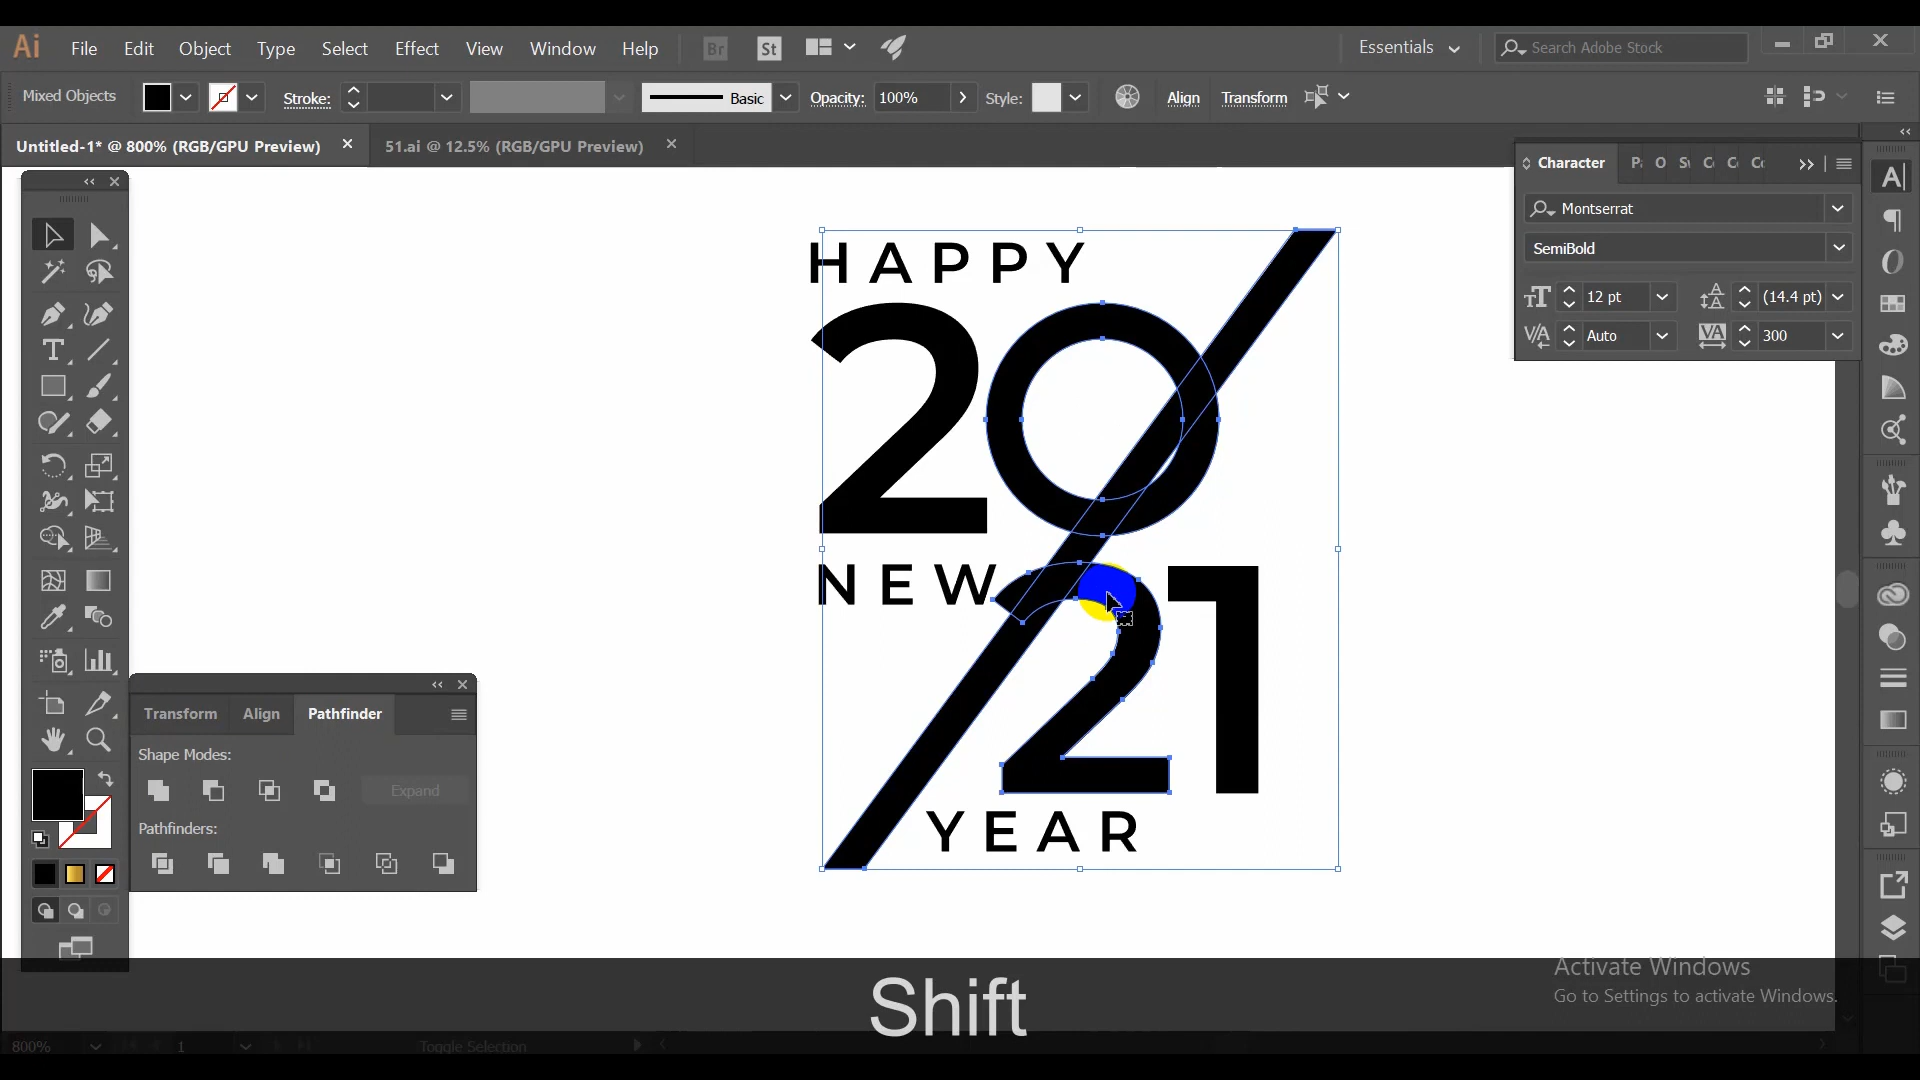 Ai File Edit Object Type Select Effect View Window Help Br St Essentials Search Adobe Stock
Mixed Objects Stroke: Basic Opacity: 100% Style: Align Transform
Untitled-1* @ 800% (RGB/GPU Preview) 51.ai @ 12.5% (RGB/GPU Preview)
Character
Montserrat
SemiBold
12 pt (14.4 pt)
Auto 300
HAPPY
20
NEW
21
YEAR
Transform Align Pathfinder
Shape Modes:
Expand
Pathfinders:
Activate Windows
Go to Settings to activate Windows.
Shift
800% 1 Toggle Selection